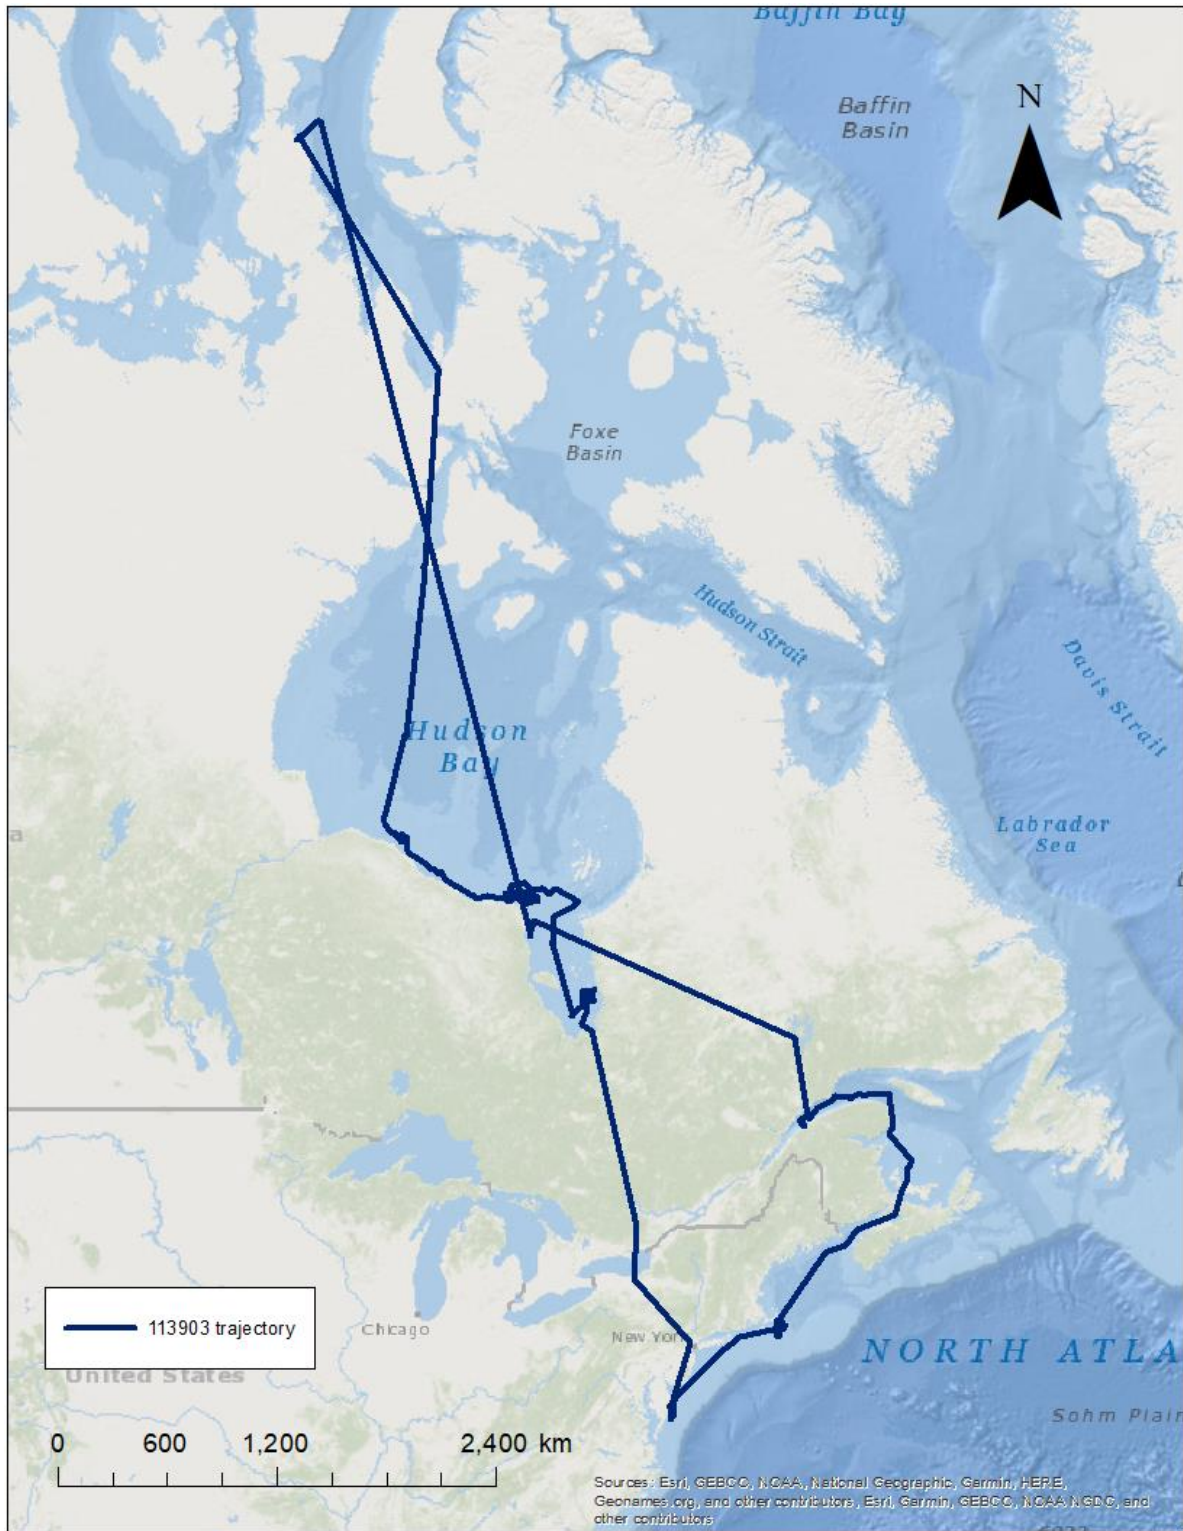 Baffin Bay
N
Baffin
Basin
Foxe
Basin
Hudson Strait
Davis Strait
Hudson
Bay
Labrador
Sea
a
113903 trajectory
Chicago
New York
NORTH ATLA
United States
Sohm Plain
0 600 1,200 2,400 km
Sources: Esri, GEBCO, NOAA, National Geographic, Garmin, HERE,
Geonames.org, and other contributors, Esri, Garmin, GEBCO, NOAA NGDC, and
other contributors